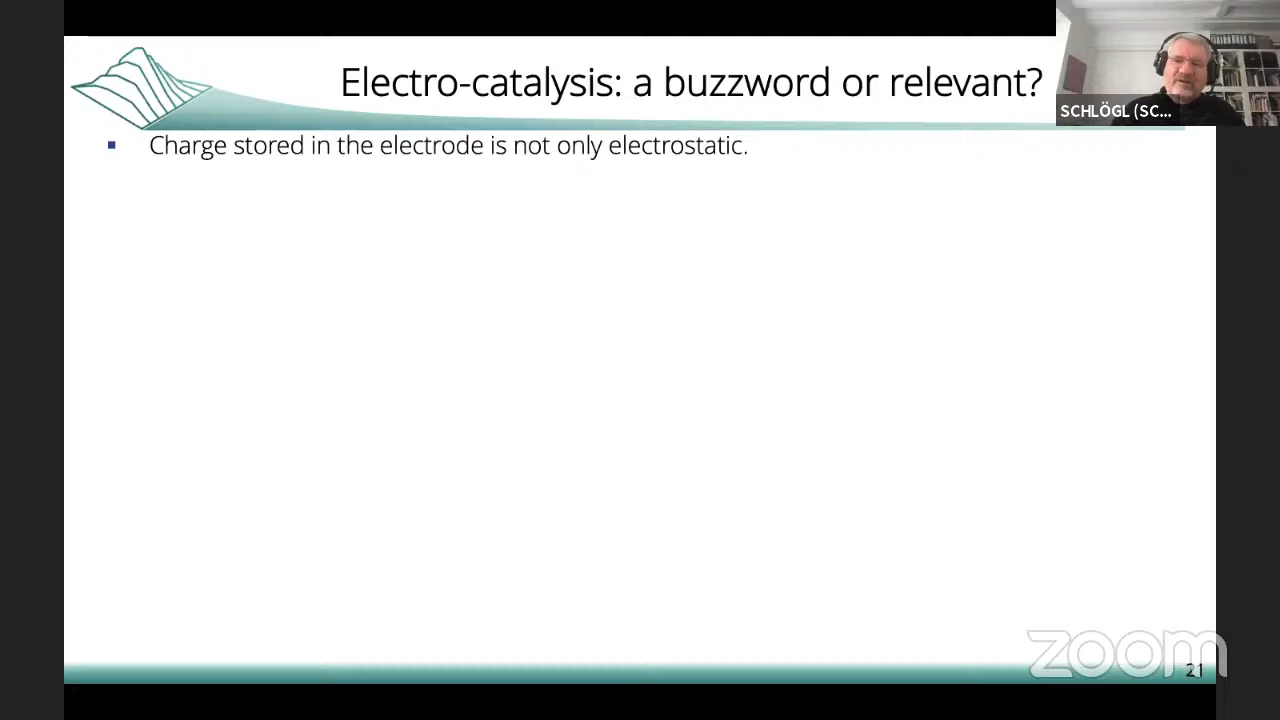 Electro-catalysis: a buzzword or relevant?
SCHLÖGL (SC...
▪ Charge stored in the electrode is not only electrostatic.
zoom
21